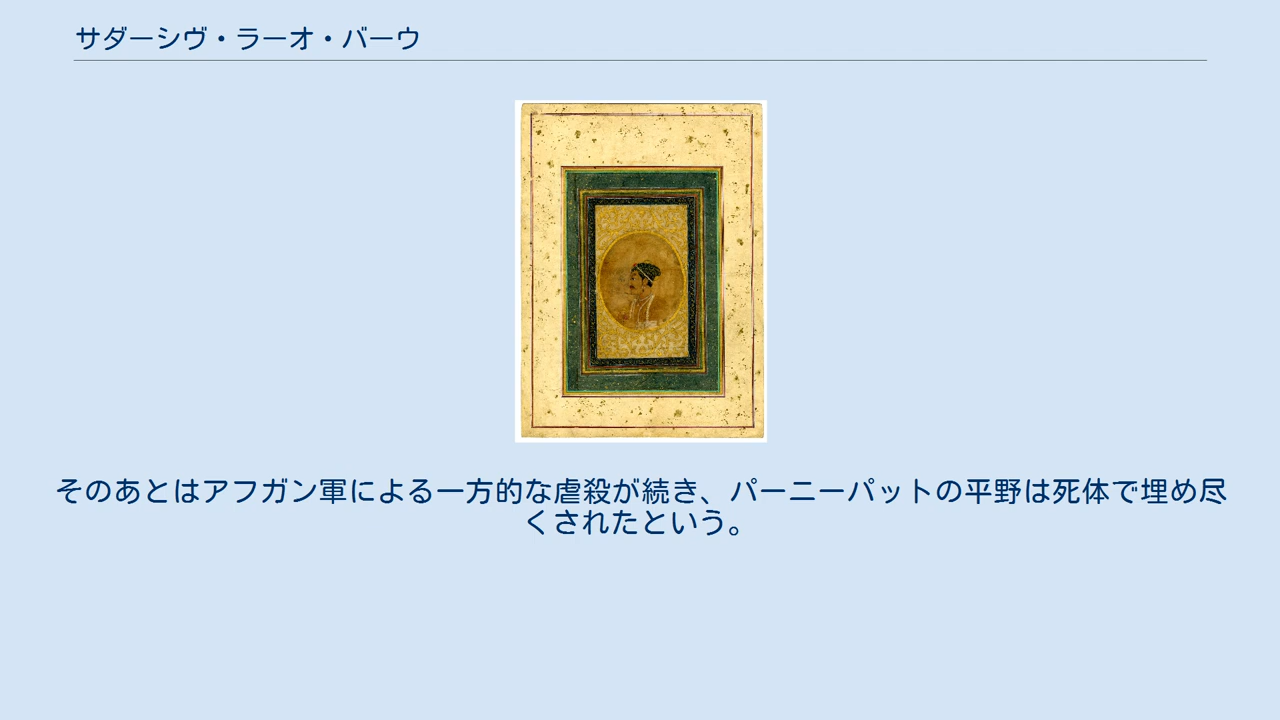 サダーシヴ・ラーオ・バーウ
そのあとはアフガン軍による一方的な虐殺が続き、パーニーパットの平野は死体で埋め尽
くされたという。